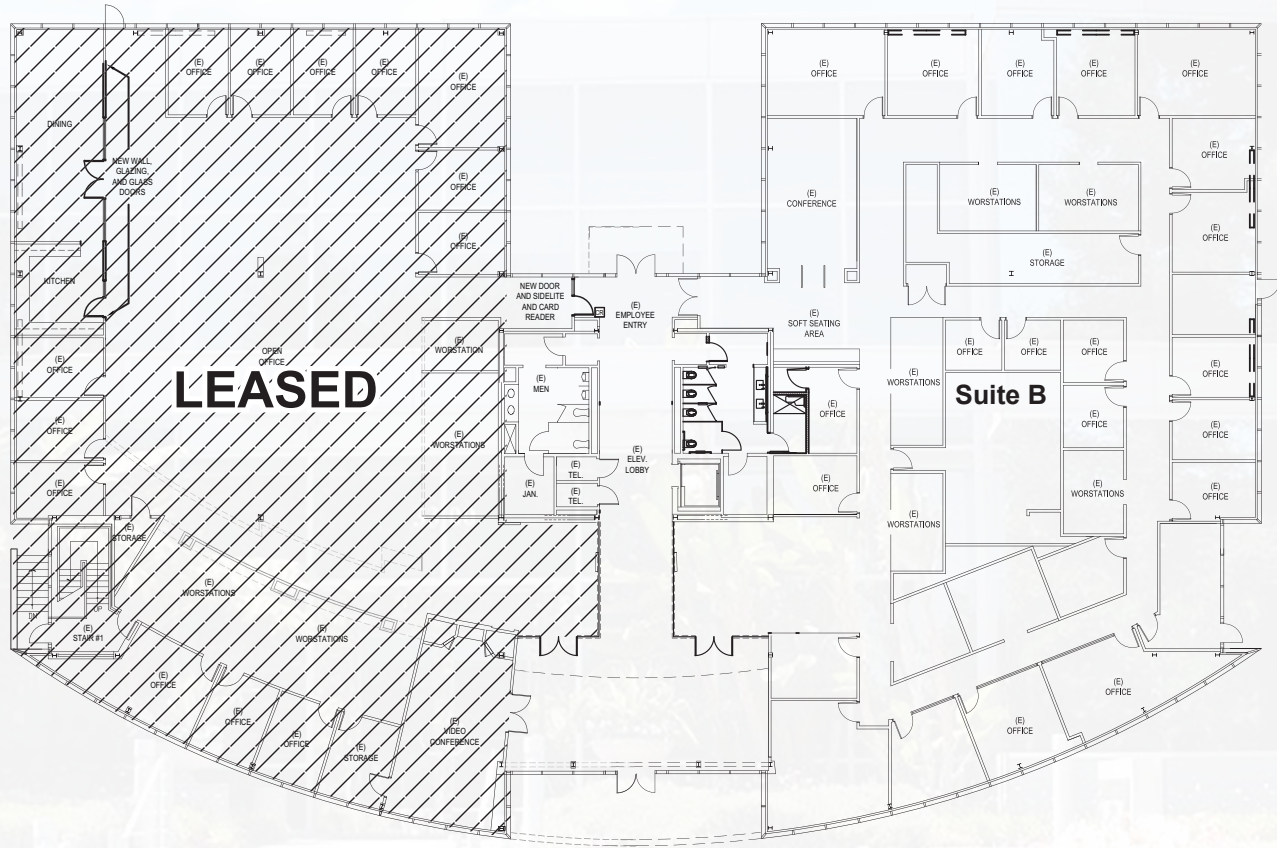 (E)
OFFICE
(E)
OFFICE
(E)
OFFICE
(E)
OFFICE
(E)
OFFICE
DINING
NEW WALL,
GLAZING,
AND GLASS
DOORS
(E)
OFFICE
(E)
OFFICE
KITCHEN
(E)
OFFICE
OPEN
OFFICE
LEASED
(E)
WORSTATION
(E)
OFFICE
(E)
WORSTATIONS
(E)
OFFICE
(E)
STORAGE
(E)
WORSTATIONS
DN
UP
(E)
STAIR #1
(E)
WORSTATIONS
(E)
OFFICE
(E)
OFFICE
(E)
OFFICE
(E)
STORAGE
(E)
VIDEO
CONFERENCE
NEW DOOR
AND SIDELITE
AND CARD
READER
CR
(E)
EMPLOYEE
ENTRY
(E)
MEN
(E)
ELEV.
LOBBY
(E)
JAN.
(E)
TEL.
(E)
TEL.
(E)
OFFICE
(E)
OFFICE
(E)
OFFICE
(E)
OFFICE
(E)
OFFICE
(E)
OFFICE
(E)
CONFERENCE
(E)
WORSTATIONS
(E)
WORSTATIONS
(E)
OFFICE
(E)
STORAGE
(E)
SOFT SEATING
AREA
(E)
OFFICE
(E)
OFFICE
(E)
OFFICE
(E)
OFFICE
(E)
WORSTATIONS
Suite B
(E)
OFFICE
(E)
OFFICE
(E)
OFFICE
(E)
OFFICE
(E)
OFFICE
(E)
WORSTATIONS
(E)
OFFICE
(E)
WORSTATIONS
(E)
OFFICE
(E)
OFFICE